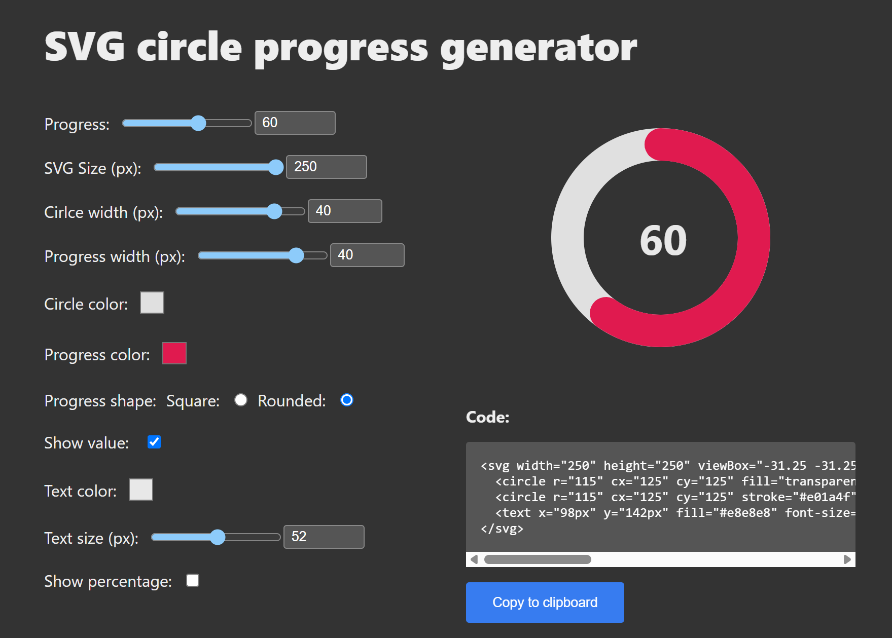 SVG circle progress generator
Progress: 60
SVG Size (px): 250
Cirlce width (px): 40
Progress width (px): 40
Circle color:
Progress color:
Progress shape: Square: Rounded:
Show value:
Text color:
Text size (px): 52
Show percentage:
60
Code:
<svg width="250" height="250" viewBox="-31.25 -31.25
<circle r="115" cx="125" cy="125" fill="transparen
<circle r="115" cx="125" cy="125" stroke="#e01a4f"
<text x="98px" y="142px" fill="#e8e8e8" font-size=
</svg>
Copy to clipboard